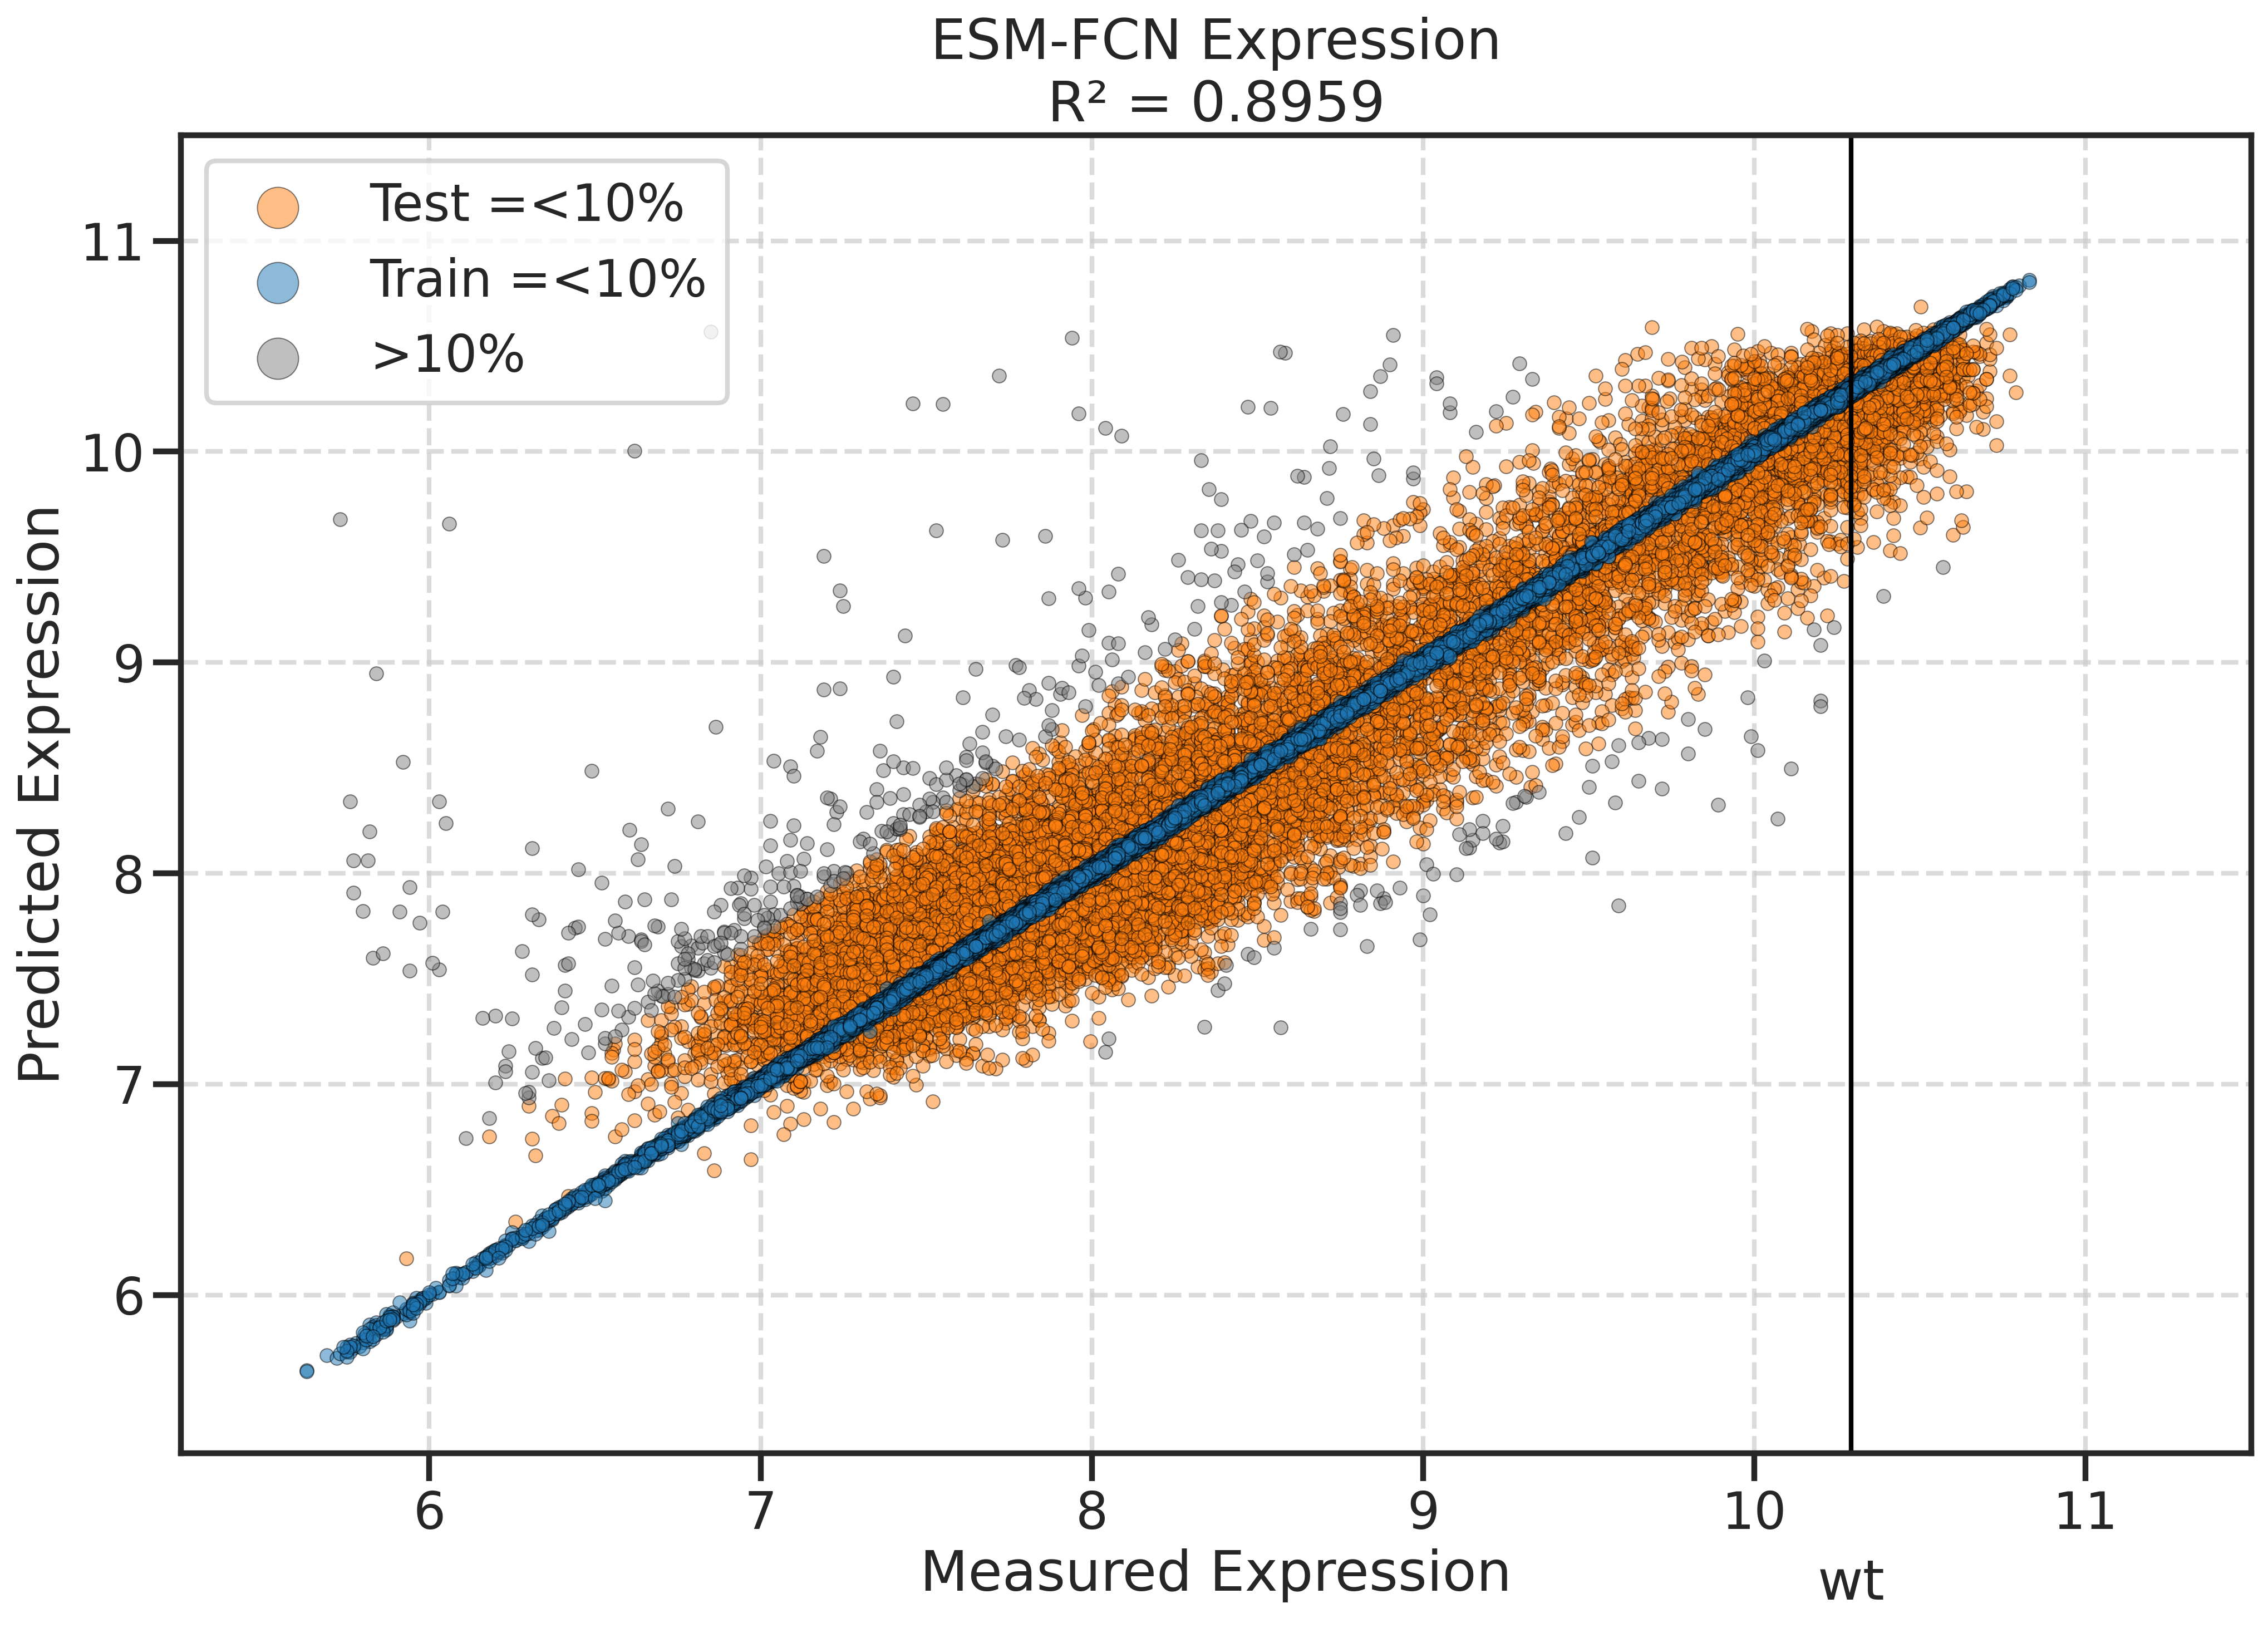 ESM-FCN Expression
R² = 0.8959
Test =<10%
Train =<10%
>10%
11
10
9
8
7
6
Predicted Expression
6
7
8
9
10
11
Measured Expression
wt